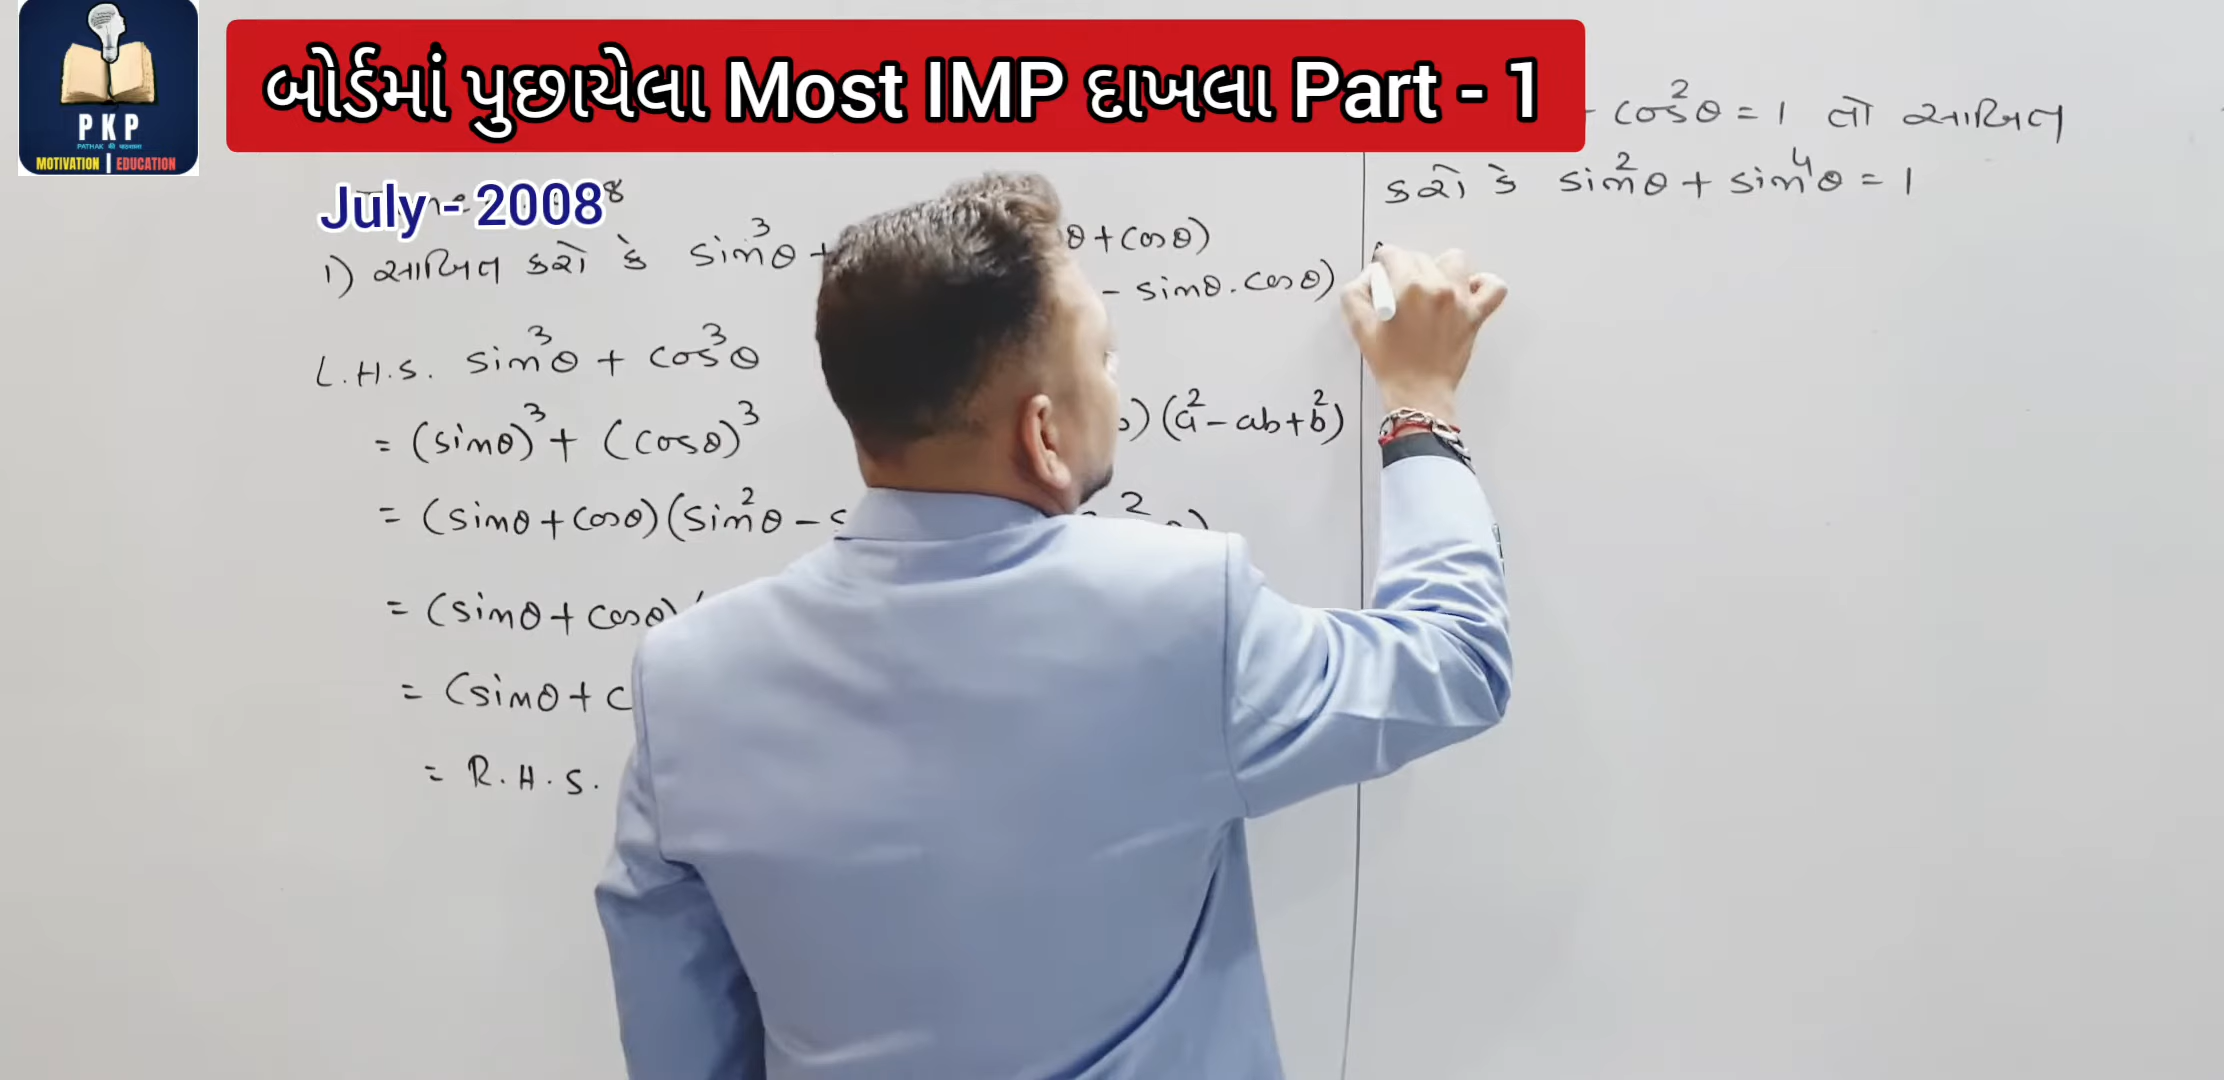 PKP
PATHAK કી પાઠશાલા
MOTIVATION | EDUCATION
બોર્ડમાં પુછાયેલા Most IMP દાખલા Part - 1
July - 2008
1) સાબિત કરો કે sin³θ +
θ + cosθ)
- sinθ.cosθ)
L.H.S. sin³θ + cos³θ
= (sinθ)³ + (cosθ)³
) (a² - ab + b²)
= (sinθ + cosθ) (sin²θ -
= (sinθ + cosθ)
= (sinθ + c
= R.H.S.
cos²θ = 1 તો સાબિત
કરો કે sin²θ + sin⁴θ = 1